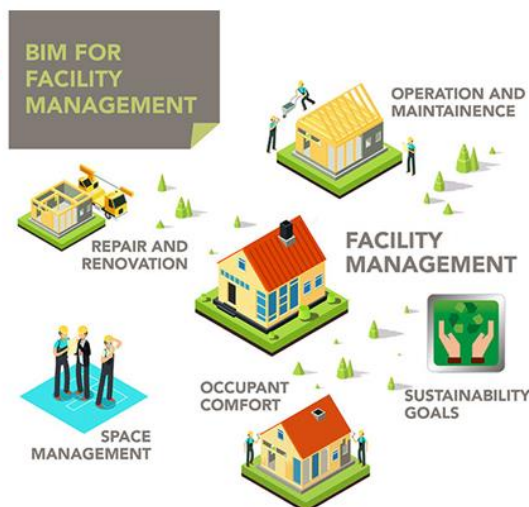 BIM FOR
FACILITY
MANAGEMENT
OPERATION AND
MAINTAINENCE
REPAIR AND
RENOVATION
FACILITY
MANAGEMENT
OCCUPANT
COMFORT
SUSTAINABILITY
GOALS
SPACE
MANAGEMENT